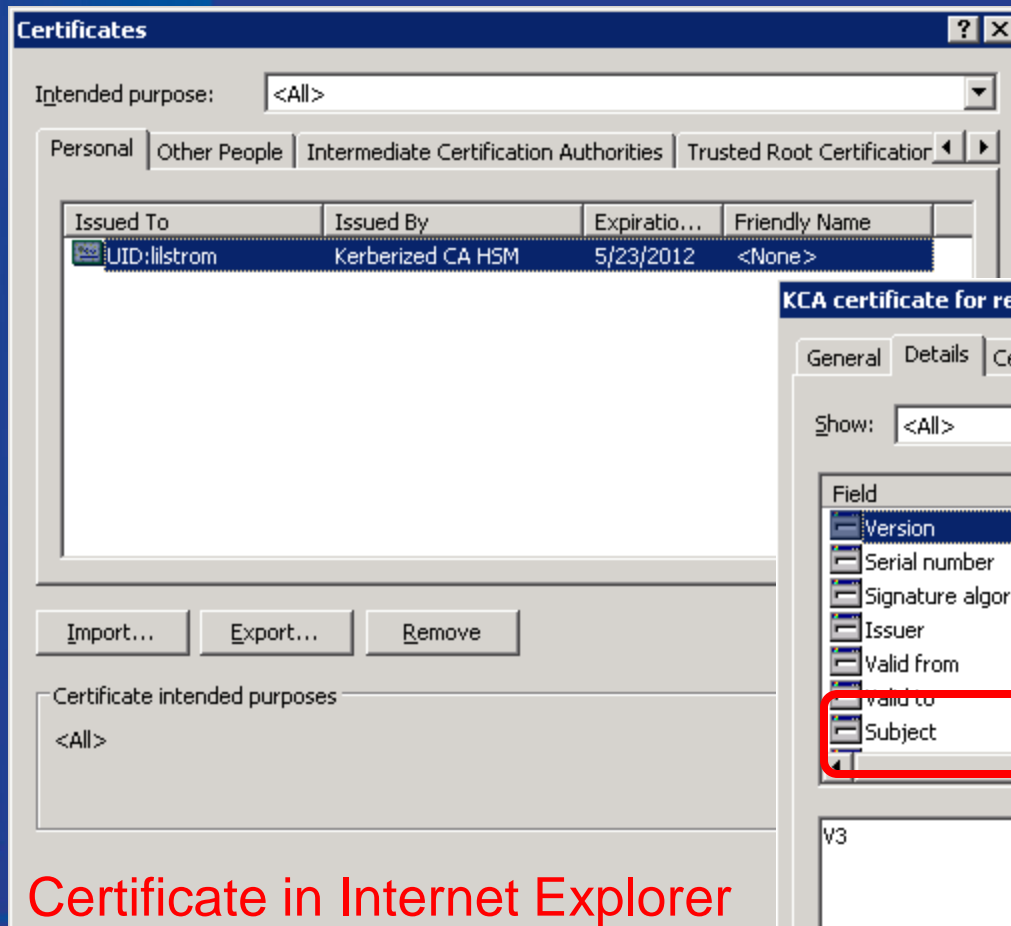 Certificates
Intended purpose: <All>
Personal Other People Intermediate Certification Authorities Trusted Root Certification
Issued To Issued By Expiratio... Friendly Name
UID:lilstrom Kerberized CA HSM 5/23/2012 <None>
KCA certificate for re
General Details Ce
Show: <All>
Field
Version
Serial number
Signature algor
Issuer
Valid from
Valid to
Subject
Import... Export... Remove
Certificate intended purposes
<All>
V3
Certificate in Internet Explorer